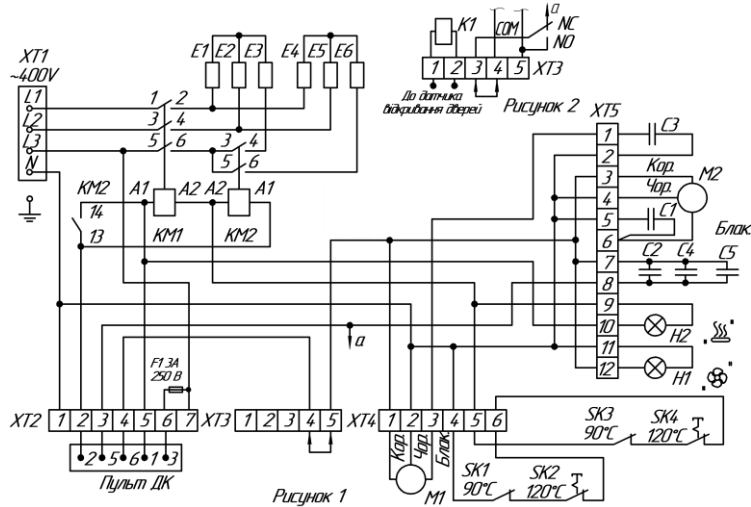 XT1
~400V
L1
L2
L3
N
E1 E2 E3 E4 E5 E6
1 2
3 4
5 6
3 4
5 6
KM2
14
13
A1 A2 A2 A1
KM1 KM2
K1
COM
a
NC
NO
1 2 3 4 5 XT3
До датчика
відкривання дверей
Рисунок 2
XT5
1
2
3
4
5
6
7
8
9
10
11
12
C3
Кор.
Чор.
M2
C1
Блак.
C2 C4 C5
H2
H1
a
F1 3A
250 В
XT2 1 2 3 4 5 6 7
XT3 1 2 3 4 5
XT4 1 2 3 4 5 6
2 5 6 1 3
Пульт ДК
Рисунок 1
Кор.
Чор.
Блак.
M1
SK1
90°C
SK2
120°C
SK3
90°C
SK4
120°C